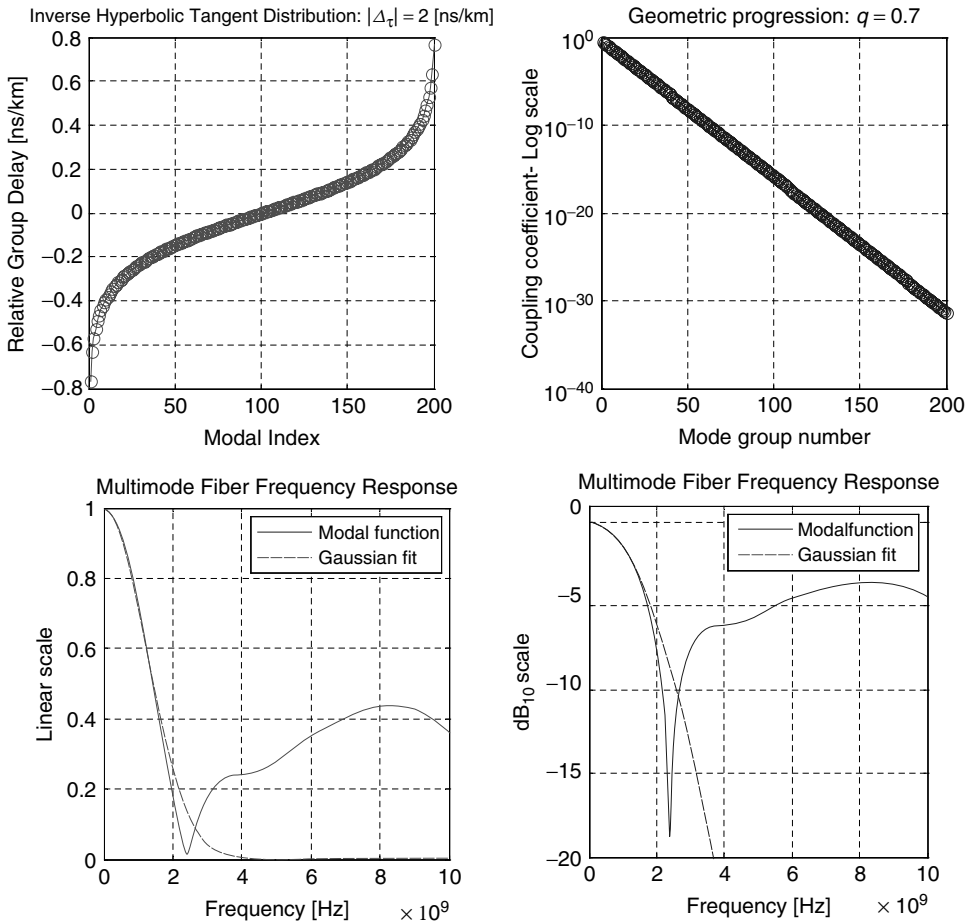 Inverse Hyperbolic Tangent Distribution: |Δτ| = 2 [ns/km]
0.8
0.6
0.4
0.2
0
−0.2
−0.4
−0.6
−0.8
Relative Group Delay [ns/km]
0 50 100 150 200
Modal Index
Geometric progression: q = 0.7
10^0
10^−10
10^−20
10^−30
10^−40
Coupling coefficient- Log scale
0 50 100 150 200
Mode group number
Multimode Fiber Frequency Response
1
0.8
0.6
0.4
0.2
0
Linear scale
Modal function
Gaussian fit
0 2 4 6 8 10
Frequency [Hz] × 10^9
Multimode Fiber Frequency Response
0
−5
−10
−15
−20
dB10 scale
Modalfunction
Gaussian fit
0 2 4 6 8 10
Frequency [Hz] × 10^9